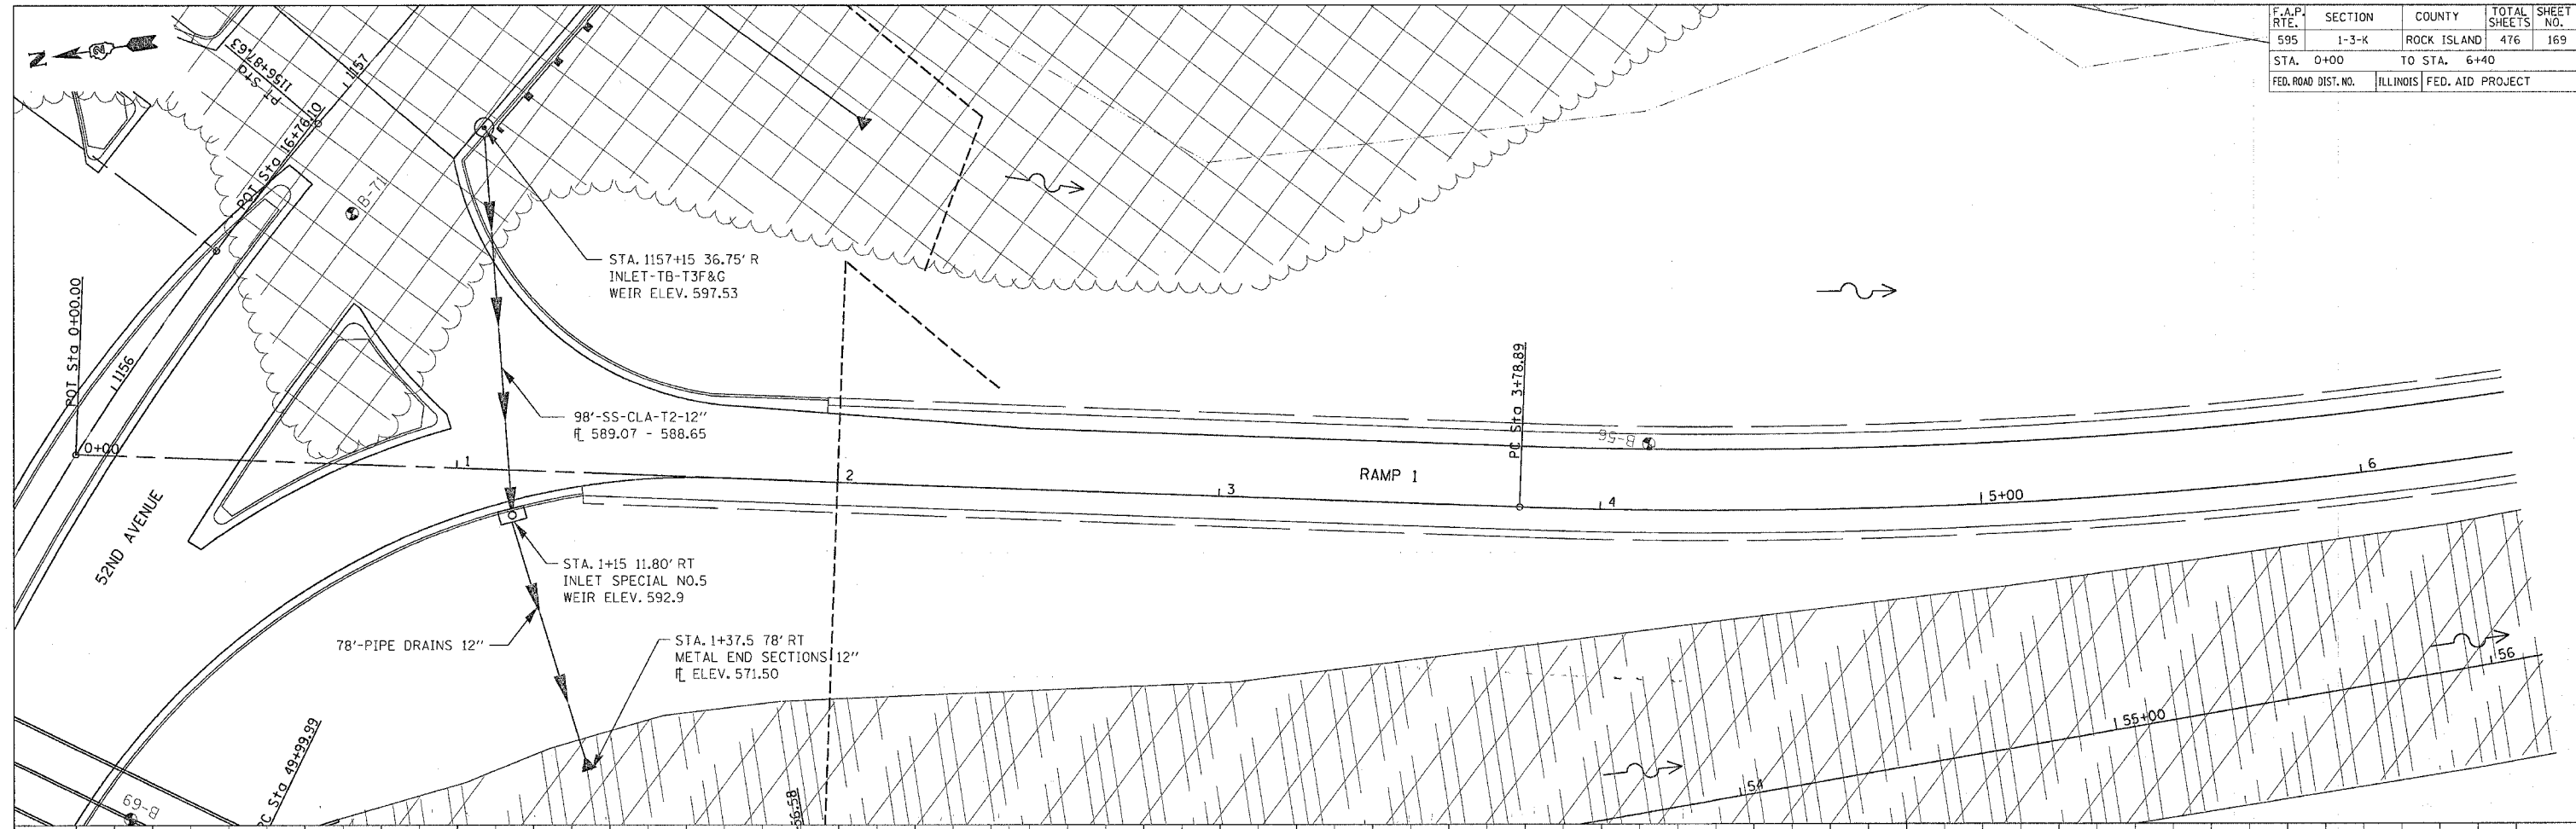 F.A.P. RTE. SECTION COUNTY TOTAL SHEETS SHEET NO.
595 1-3-K ROCK ISLAND 476 169
STA. 0+00 TO STA. 6+40
FED. ROAD DIST. NO. ILLINOIS FED. AID PROJECT
N
PT Sta 1156+87.63
1157
POT Sta 16+76.10
B-71
STA. 1157+15 36.75' R
INLET-TB-T3F&G
WEIR ELEV. 597.53
POT Sta 0+00.00
1156
98'-SS-CLA-T2-12"
℄ 589.07 - 588.65
PC Sta 3+78.89
B-56
0+00
1
2
3
RAMP 1
4
5+00
6
52ND AVENUE
STA. 1+15 11.80' RT
INLET SPECIAL NO.5
WEIR ELEV. 592.9
78'-PIPE DRAINS 12"
STA. 1+37.5 78' RT
METAL END SECTIONS 12"
℄ ELEV. 571.50
PC Sta 49+99.99
B-69
56.58
54
55+00
56